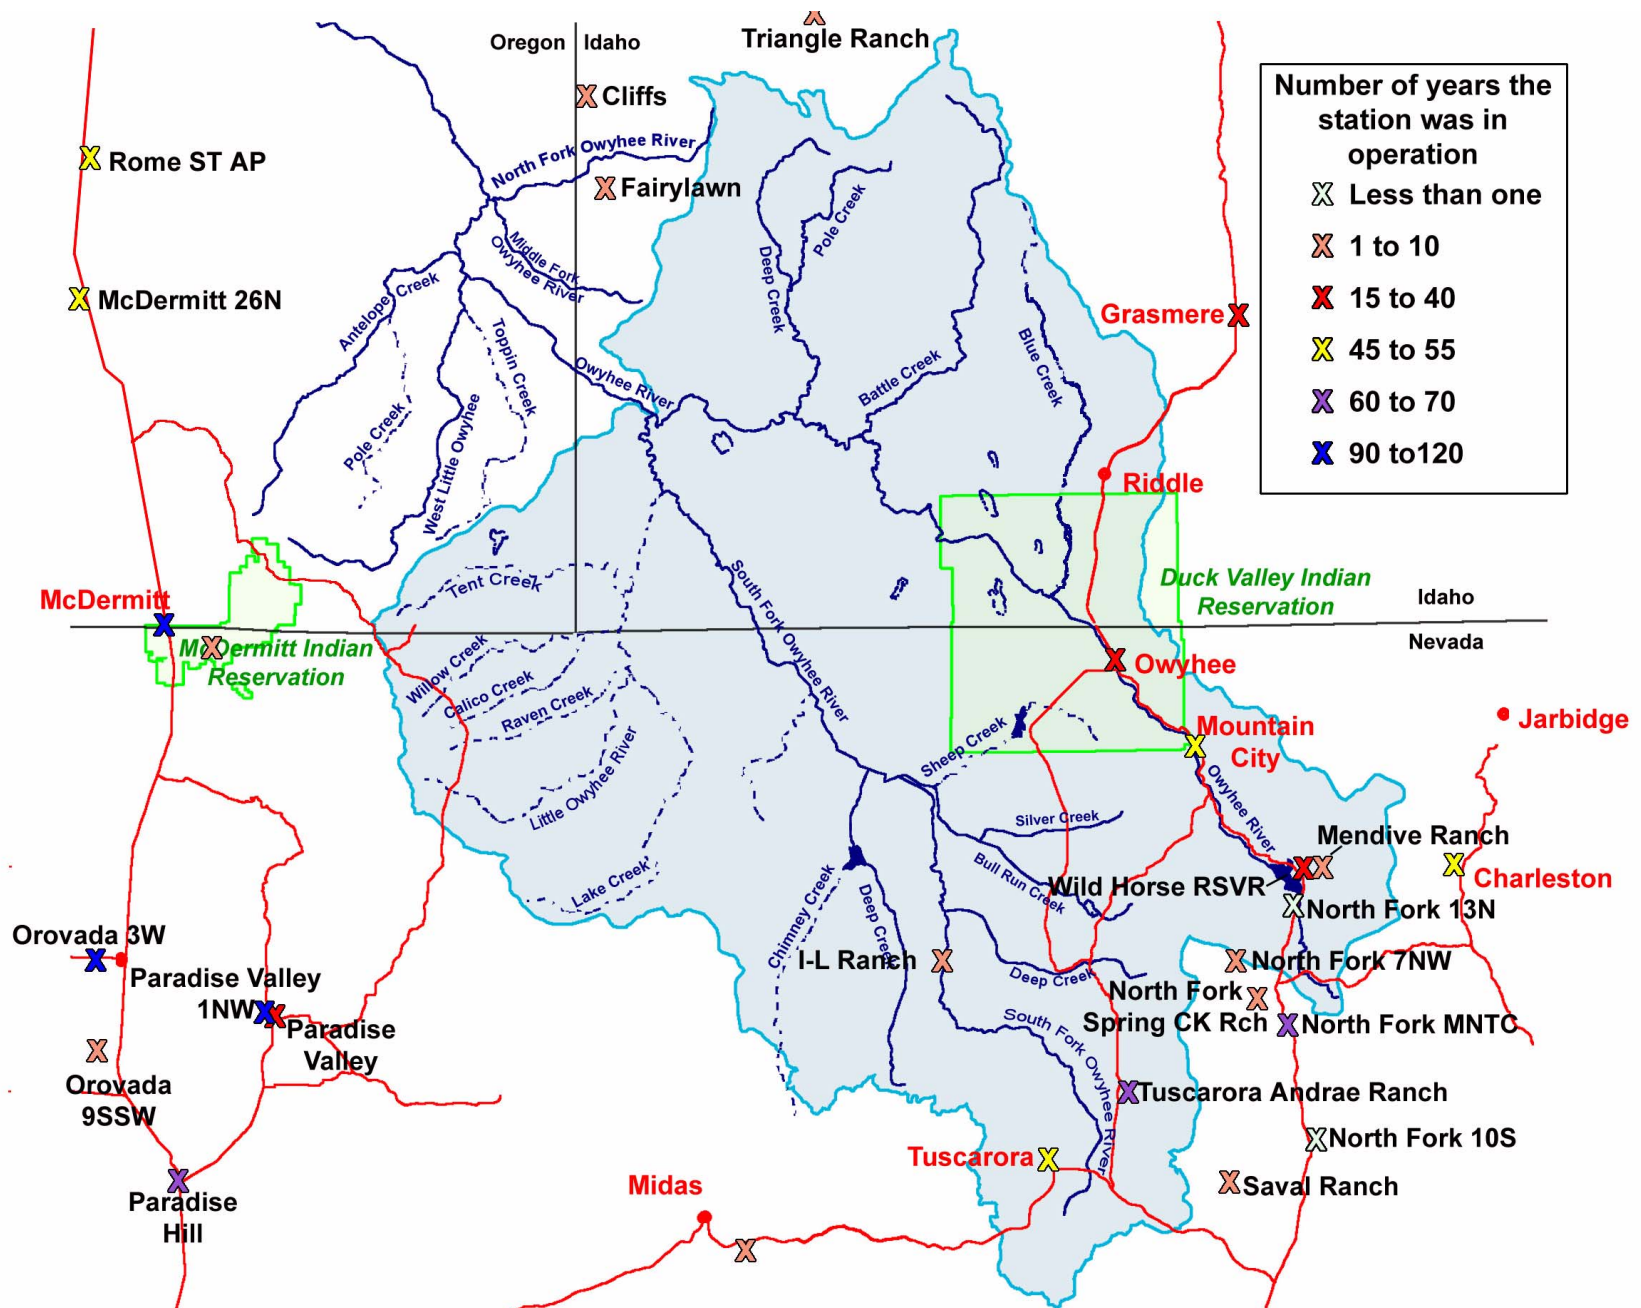 Oregon
Idaho
Triangle Ranch
Cliffs
North Fork Owyhee River
Rome ST AP
Fairylawn
Middle Fork
Owyhee River
Deep Creek
Pole Creek
Number of years the
station was in
operation
Less than one
1 to 10
15 to 40
45 to 55
60 to 70
90 to120
McDermitt 26N
Antelope Creek
Toppin Creek
Owyhee River
Battle Creek
Blue Creek
Grasmere
Pole Creek
West Little Owyhee
Riddle
Tent Creek
South Fork Owyhee River
Duck Valley Indian
Reservation
Idaho
Nevada
McDermitt
McDermitt Indian
Reservation
Willow Creek
Calico Creek
Raven Creek
Little Owyhee River
Lake Creek
Owyhee
Sheep Creek
Mountain
City
Jarbidge
Owyhee River
Silver Creek
Bull Run Creek
Mendive Ranch
Wild Horse RSVR
Charleston
North Fork 13N
Chimney Creek
Deep Creek
I-L Ranch
Deep Creek
North Fork 7NW
North Fork
Spring CK Rch
North Fork MNTC
South Fork Owyhee River
Orovada 3W
Paradise Valley
1NW
Paradise
Valley
Orovada
9SSW
Tuscarora Andrae Ranch
North Fork 10S
Tuscarora
Saval Ranch
Midas
Paradise
Hill